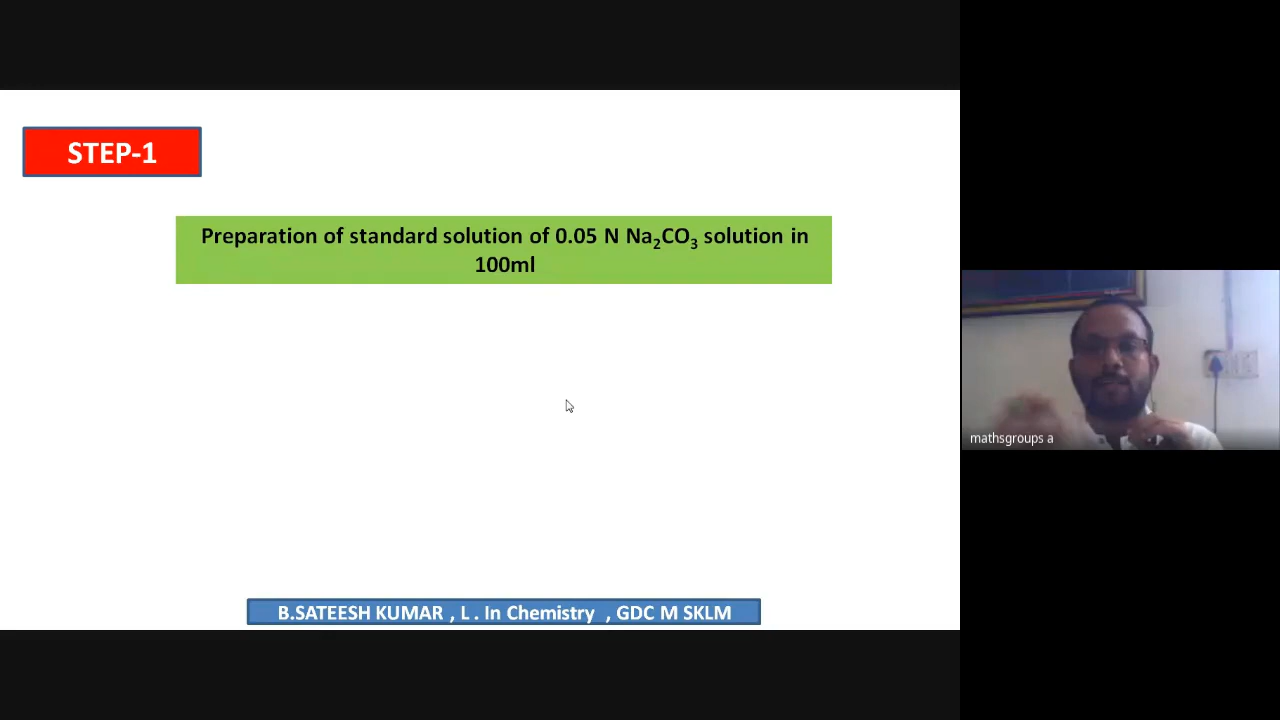 STEP-1
Preparation of standard solution of 0.05 N Na₂CO₃ solution in
100ml
mathsgroups a
B.SATEESH KUMAR , L . In Chemistry , GDC M SKLM